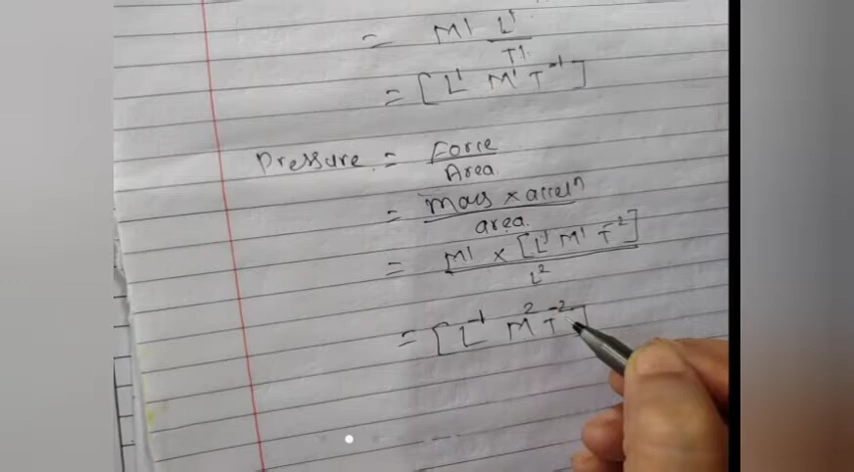 = M¹ L¹/T¹.
= [L¹ M¹ T⁻¹]
Pressure = Force/Area.
= Mass × acceln/area.
= M¹ × [L¹ M¹ T⁻²]/L²
= [L⁻¹ M² T⁻²]